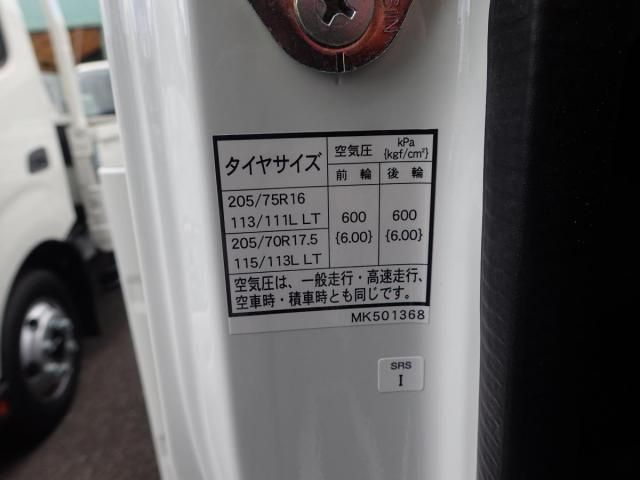 SIN
タイヤサイズ 空気圧 kPa {kgf/cm²}
前輪 後輪
205/75R16
113/111L LT 600 {6.00} 600 {6.00}
205/70R17.5
115/113L LT
空気圧は、一般走行・高速走行、
空車時・積車時とも同じです。
MK501368
SRS
I